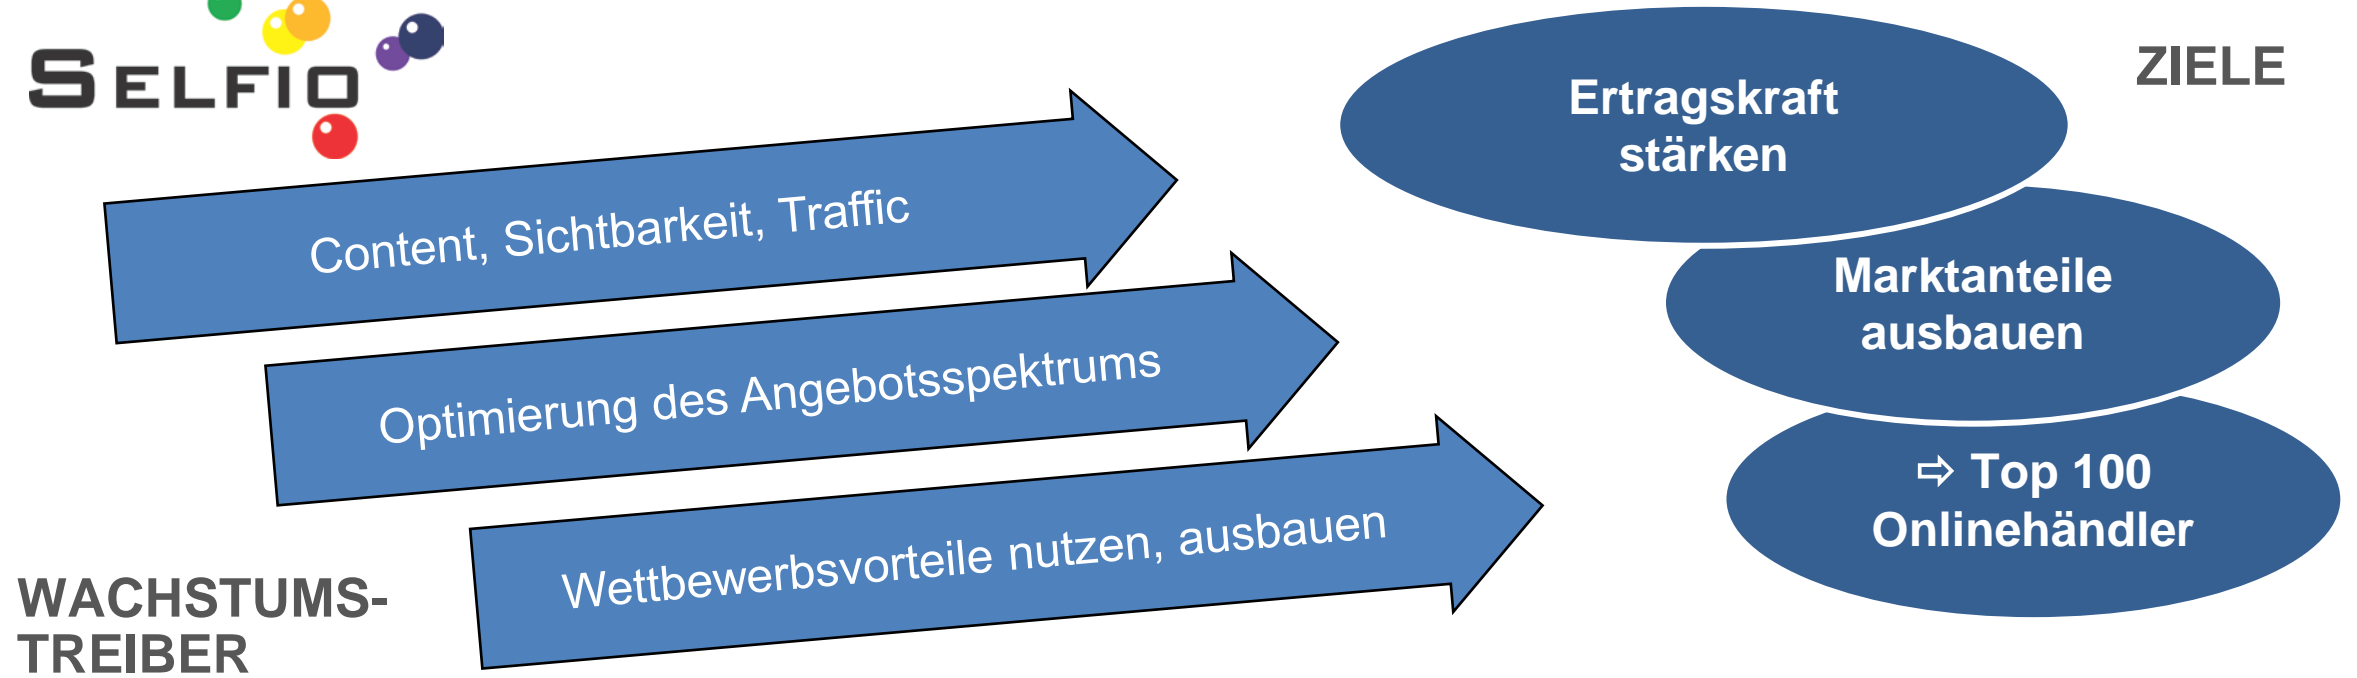 SELFIO
ZIELE
Content, Sichtbarkeit, Traffic
Optimierung des Angebotsspektrums
Wettbewerbsvorteile nutzen, ausbauen
WACHSTUMS-
TREIBER
Ertragskraft
stärken
Marktanteile
ausbauen
⇨ Top 100
Onlinehändler